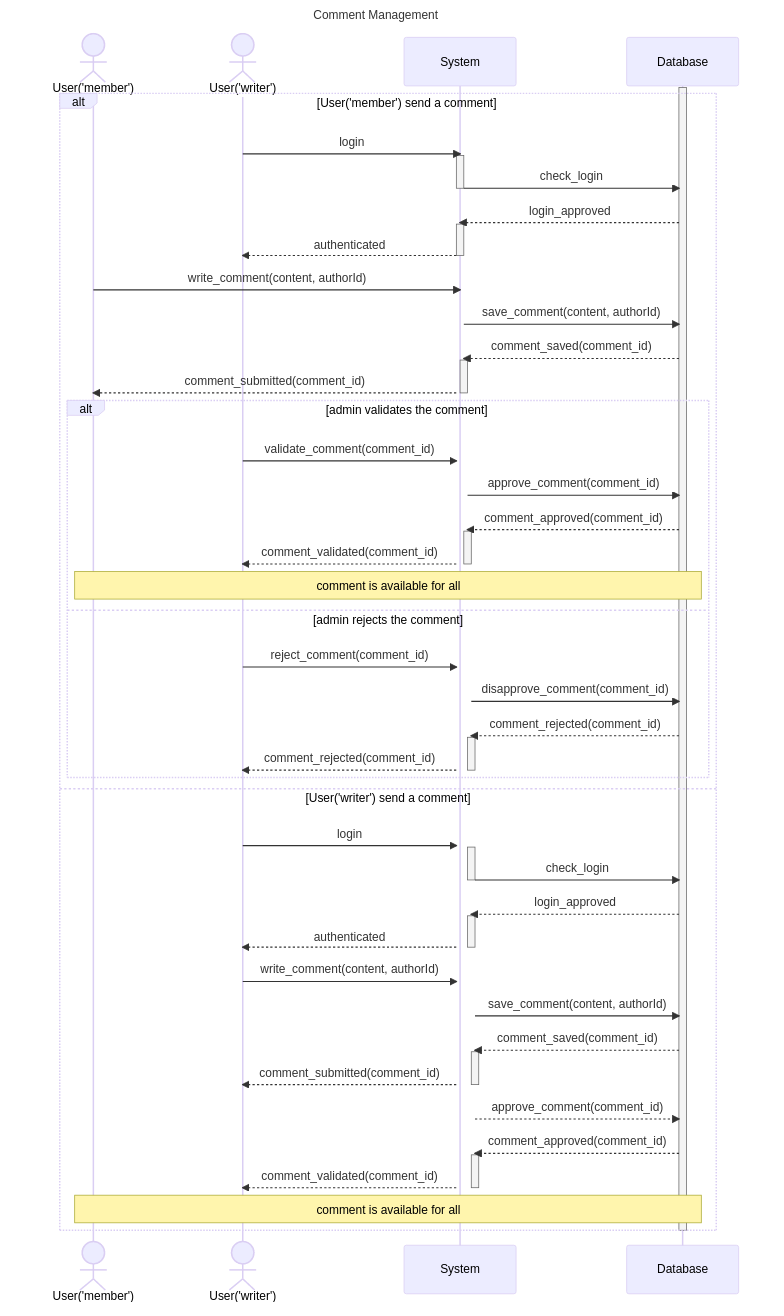 Comment Management
System
Database
User('member')
User('writer')
alt
[User('member') send a comment]
login
check_login
login_approved
authenticated
write_comment(content, authorId)
save_comment(content, authorId)
comment_saved(comment_id)
comment_submitted(comment_id)
alt
[admin validates the comment]
validate_comment(comment_id)
approve_comment(comment_id)
comment_approved(comment_id)
comment_validated(comment_id)
comment is available for all
[admin rejects the comment]
reject_comment(comment_id)
disapprove_comment(comment_id)
comment_rejected(comment_id)
comment_rejected(comment_id)
[User('writer') send a comment]
login
check_login
login_approved
authenticated
write_comment(content, authorId)
save_comment(content, authorId)
comment_saved(comment_id)
comment_submitted(comment_id)
approve_comment(comment_id)
comment_approved(comment_id)
comment_validated(comment_id)
comment is available for all
System
Database
User('member')
User('writer')